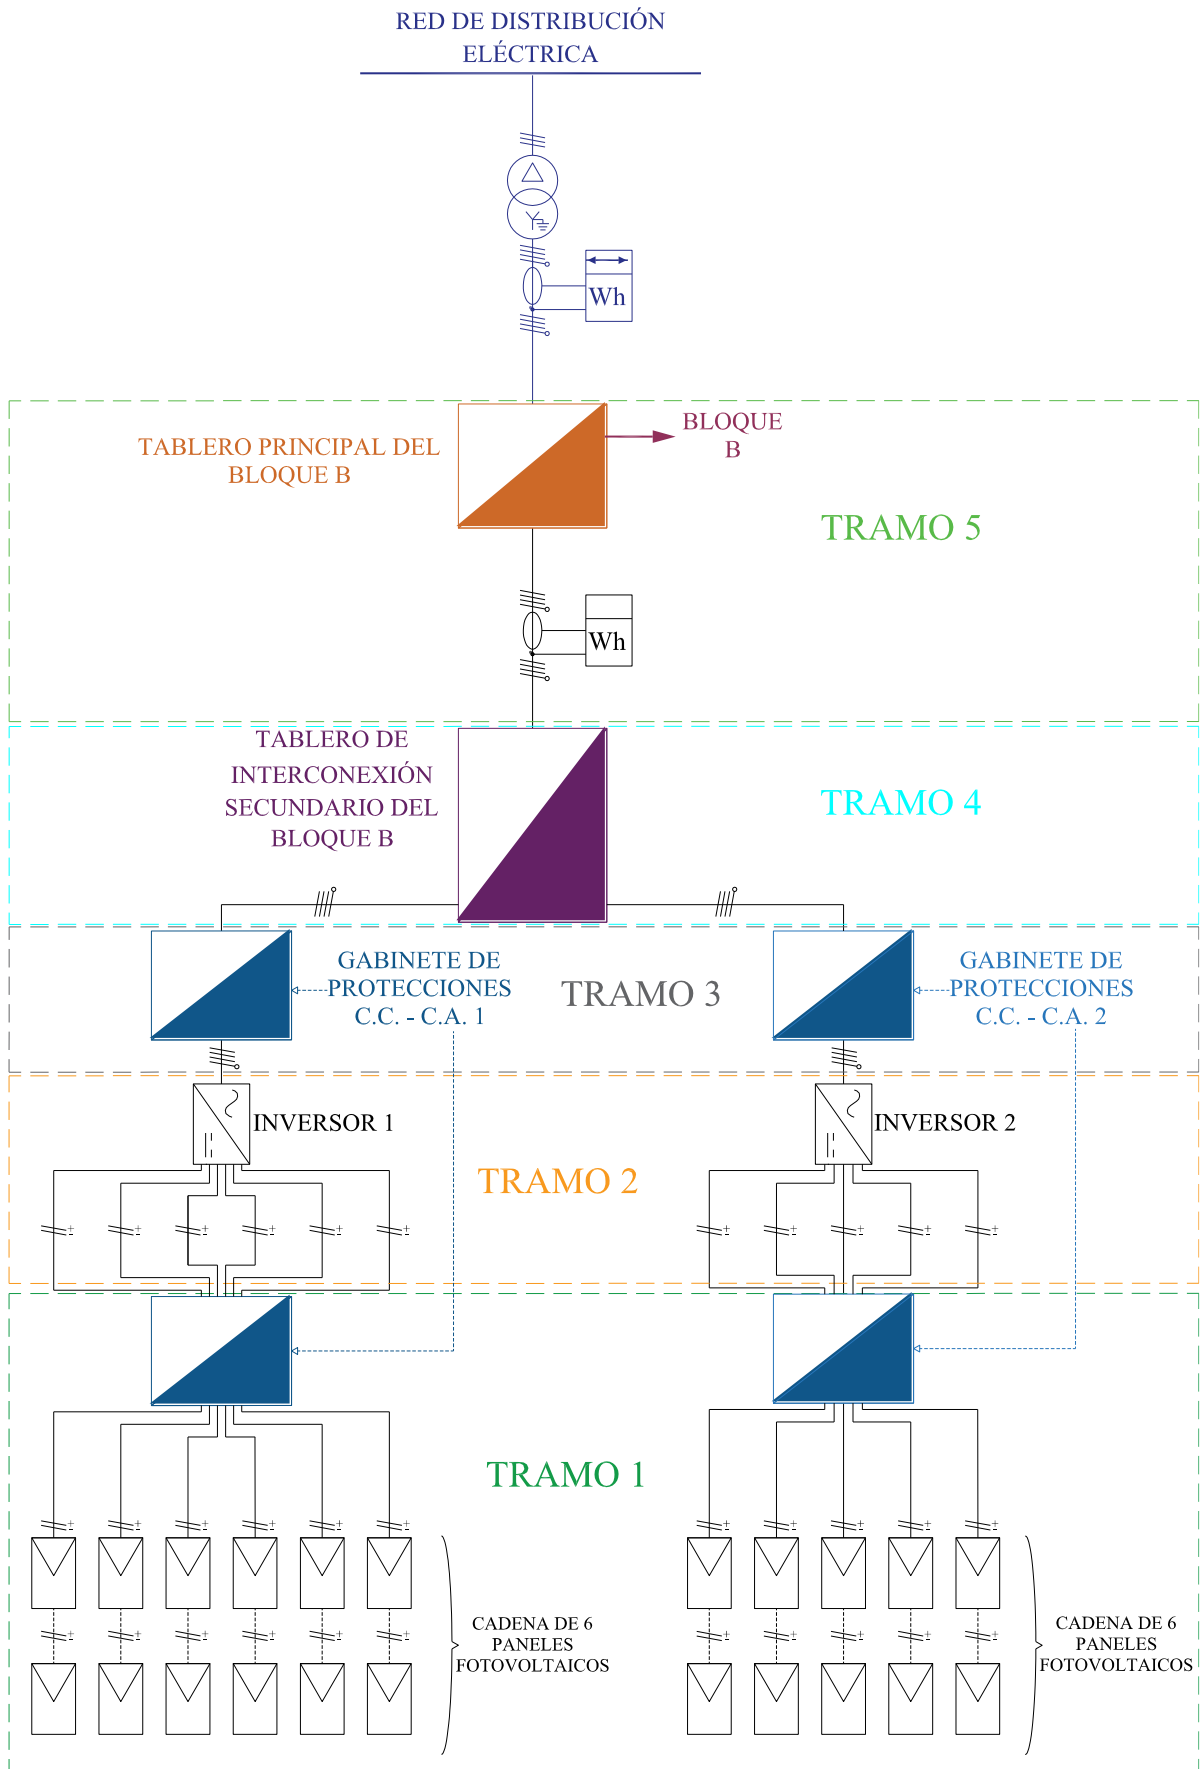 RED DE DISTRIBUCIÓN
ELÉCTRICA
Wh
TABLERO PRINCIPAL DEL
BLOQUE B
BLOQUE
B
TRAMO 5
Wh
TABLERO DE
INTERCONEXIÓN
SECUNDARIO DEL
BLOQUE B
TRAMO 4
GABINETE DE
PROTECCIONES
C.C. - C.A. 1
TRAMO 3
GABINETE DE
PROTECCIONES
C.C. - C.A. 2
INVERSOR 1
INVERSOR 2
TRAMO 2
TRAMO 1
CADENA DE 6
PANELES
FOTOVOLTAICOS
CADENA DE 6
PANELES
FOTOVOLTAICOS